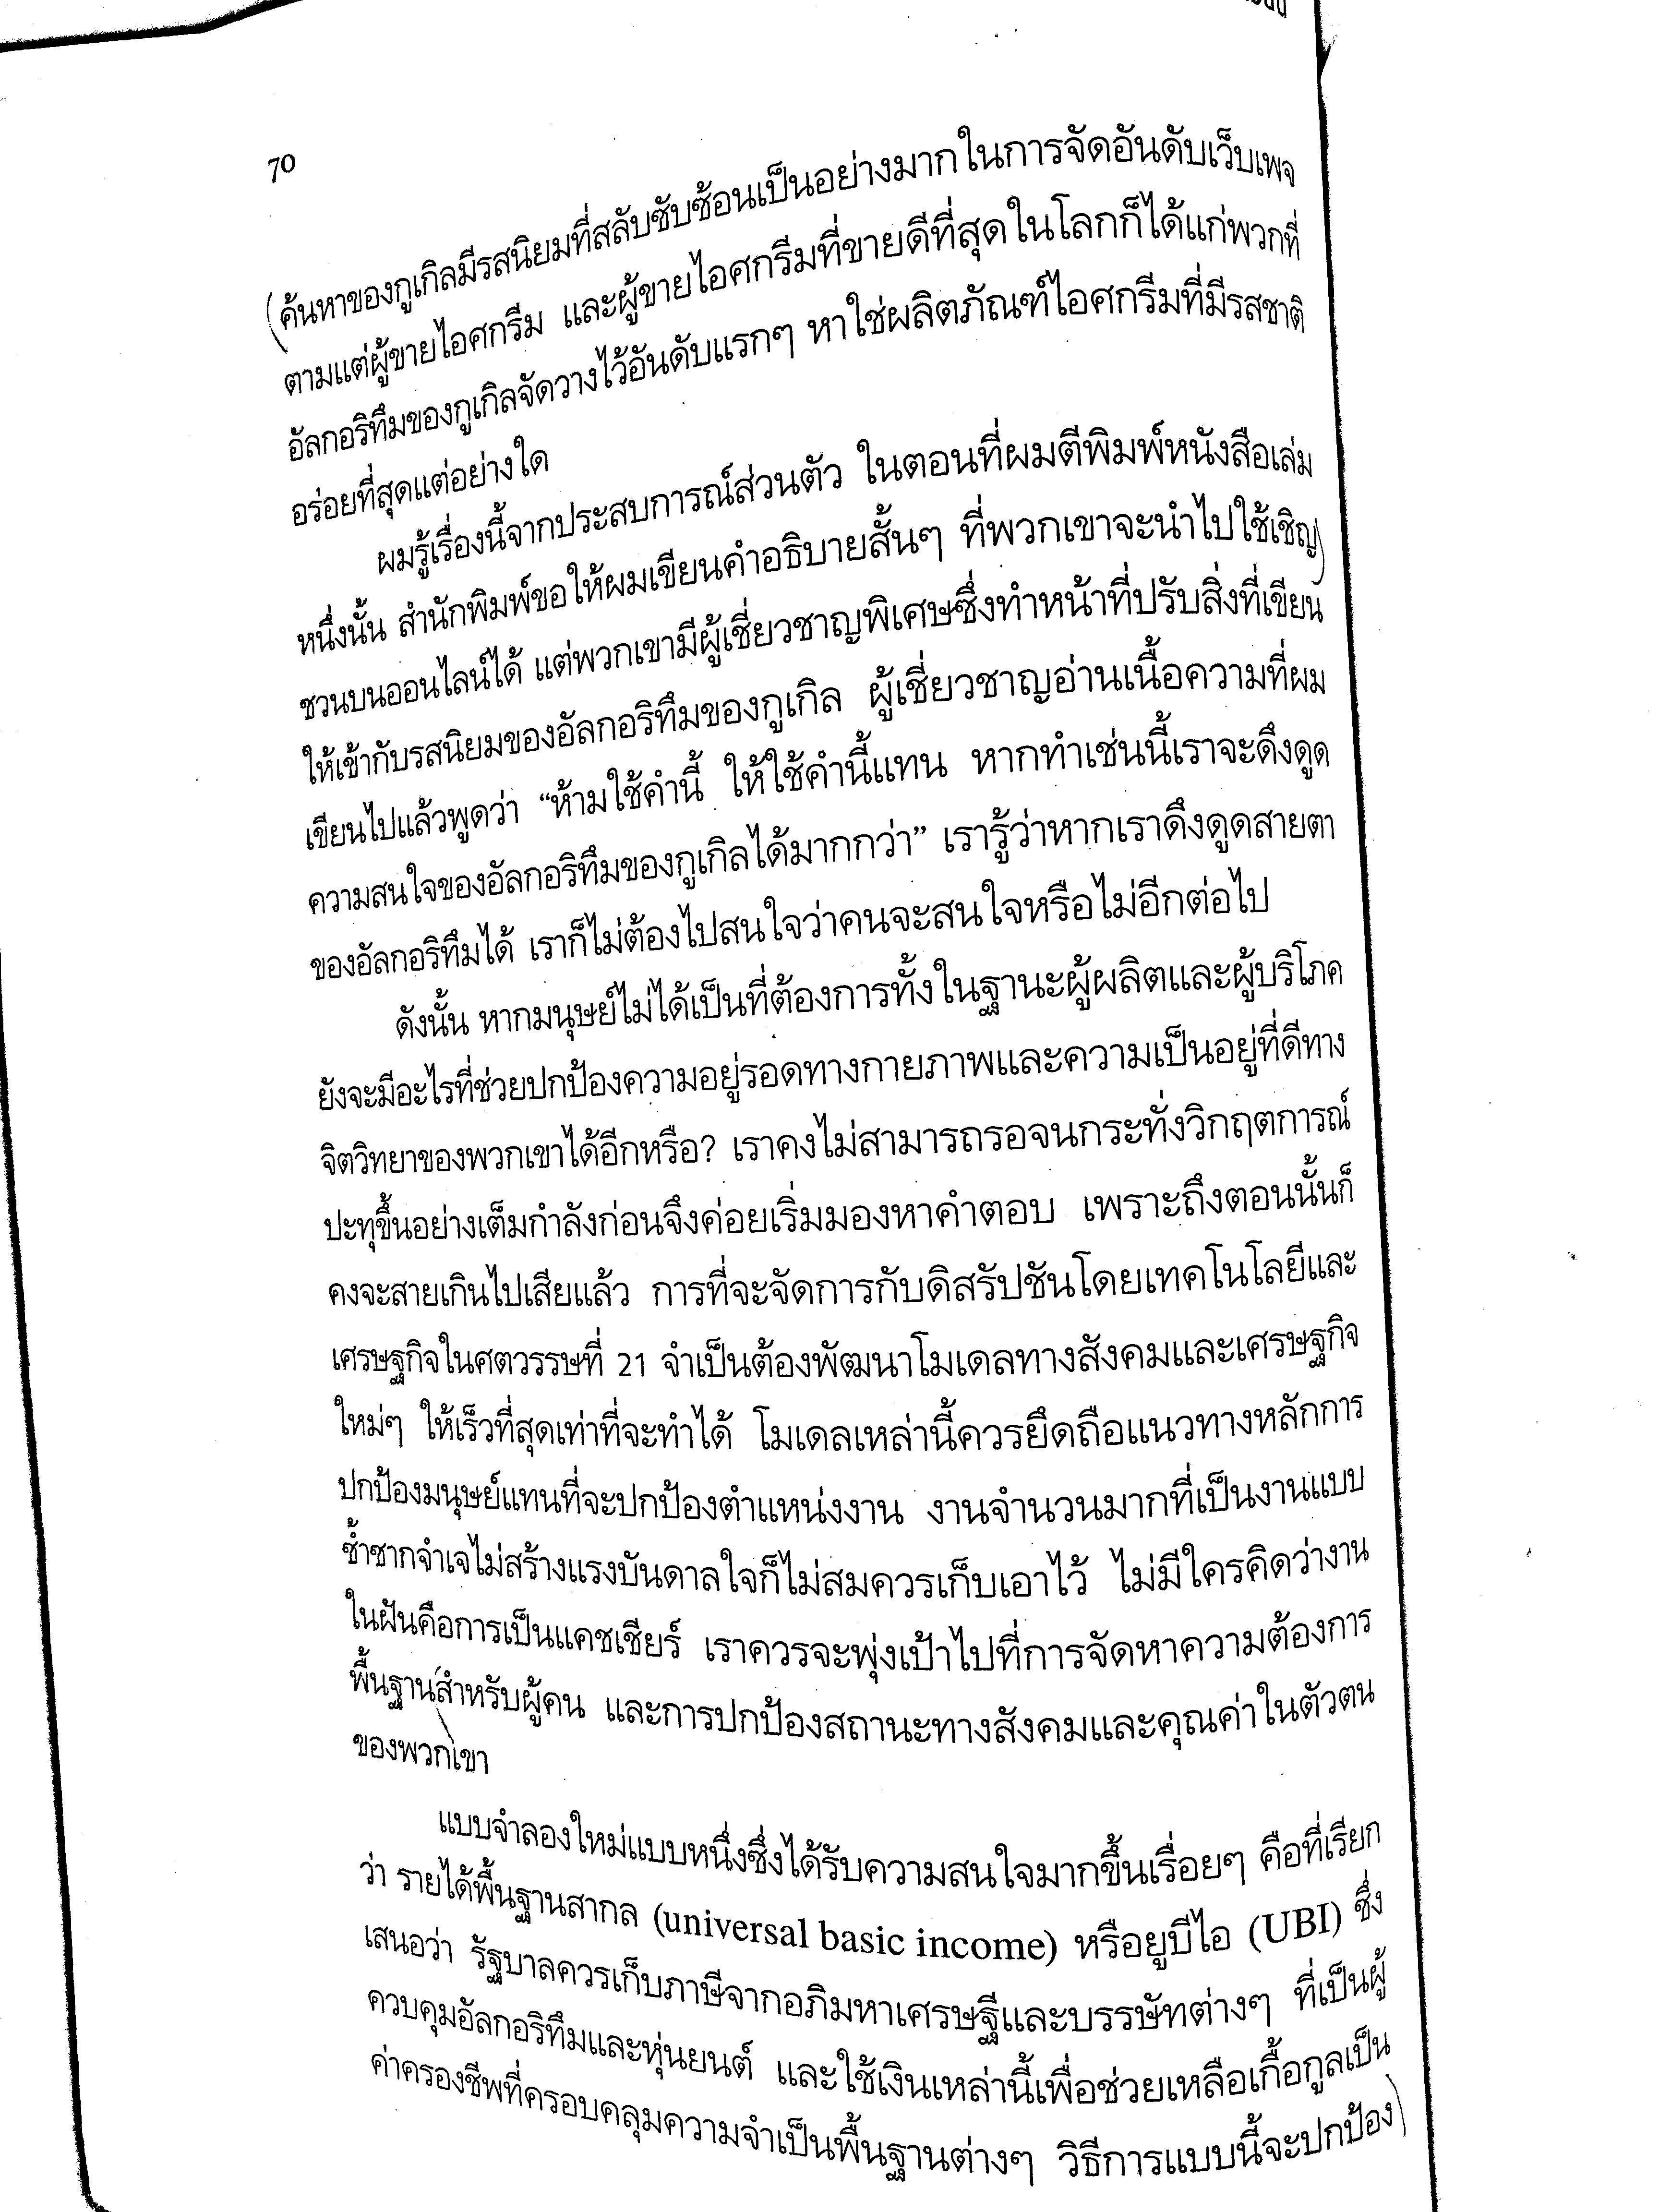 70
ค้นหาของกูเกิลมีรสนิยมที่สลับซับซ้อนเป็นอย่างมากในการจัดอันดับเว็บเพจ
ตามแต่ผู้ขายไอศกรีม และผู้ขายไอศกรีมที่ขายดีที่สุดในโลกก็ได้แก่พวกที่
อัลกอริทึมของกูเกิลจัดวางไว้อันดับแรกๆ หาใช่ผลิตภัณฑ์ไอศกรีมที่มีรสชาติ
อร่อยที่สุดแต่อย่างใด
ผมรู้เรื่องนี้จากประสบการณ์ส่วนตัว ในตอนที่ผมตีพิมพ์หนังสือเล่ม
หนึ่งนั้น สำนักพิมพ์ขอให้ผมเขียนคำอธิบายสั้นๆ ที่พวกเขาจะนำไปใช้เชิญ
ชวนบนออนไลน์ได้ แต่พวกเขามีผู้เชี่ยวชาญพิเศษซึ่งทำหน้าที่ปรับสิ่งที่เขียน
ให้เข้ากับรสนิยมของอัลกอริทึมของกูเกิล ผู้เชี่ยวชาญอ่านเนื้อความที่ผม
เขียนไปแล้วพูดว่า “ห้ามใช้คำนี้ ให้ใช้คำนี้แทน หากทำเช่นนี้เราจะดึงดูด
ความสนใจของอัลกอริทึมของกูเกิลได้มากกว่า” เรารู้ว่าหากเราดึงดูดสายตา
ของอัลกอริทึมได้ เราก็ไม่ต้องไปสนใจว่าคนจะสนใจหรือไม่อีกต่อไป
ดังนั้น หากมนุษย์ไม่ได้เป็นที่ต้องการทั้งในฐานะผู้ผลิตและผู้บริโภค
ยังจะมีอะไรที่ช่วยปกป้องความอยู่รอดทางกายภาพและความเป็นอยู่ที่ดีทาง
จิตวิทยาของพวกเขาได้อีกหรือ? เราคงไม่สามารถรอจนกระทั่งวิกฤตการณ์
ปะทุขึ้นอย่างเต็มกำลังก่อนจึงค่อยเริ่มมองหาคำตอบ เพราะถึงตอนนั้นก็
คงจะสายเกินไปเสียแล้ว การที่จะจัดการกับดิสรัปชันโดยเทคโนโลยีและ
เศรษฐกิจในศตวรรษที่ 21 จำเป็นต้องพัฒนาโมเดลทางสังคมและเศรษฐกิจ
ใหม่ๆ ให้เร็วที่สุดเท่าที่จะทำได้ โมเดลเหล่านี้ควรยึดถือแนวทางหลักการ
ปกป้องมนุษย์แทนที่จะปกป้องตำแหน่งงาน งานจำนวนมากที่เป็นงานแบบ
ซ้ำซากจำเจไม่สร้างแรงบันดาลใจก็ไม่สมควรเก็บเอาไว้ ไม่มีใครคิดว่างาน
ในฝันคือการเป็นแคชเชียร์ เราควรจะพุ่งเป้าไปที่การจัดหาความต้องการ
พื้นฐานสำหรับผู้คน และการปกป้องสถานะทางสังคมและคุณค่าในตัวตน
ของพวกเขา
แบบจำลองใหม่แบบหนึ่งซึ่งได้รับความสนใจมากขึ้นเรื่อยๆ คือที่เรียก
ว่า รายได้พื้นฐานสากล (universal basic income) หรือยูบีไอ (UBI) ซึ่ง
เสนอว่า รัฐบาลควรเก็บภาษีจากอภิมหาเศรษฐีและบรรษัทต่างๆ ที่เป็นผู้
ควบคุมอัลกอริทึมและหุ่นยนต์ และใช้เงินเหล่านี้เพื่อช่วยเหลือเกื้อกูลเป็น
ค่าครองชีพที่ครอบคลุมความจำเป็นพื้นฐานต่างๆ วิธีการแบบนี้จะปกป้อง